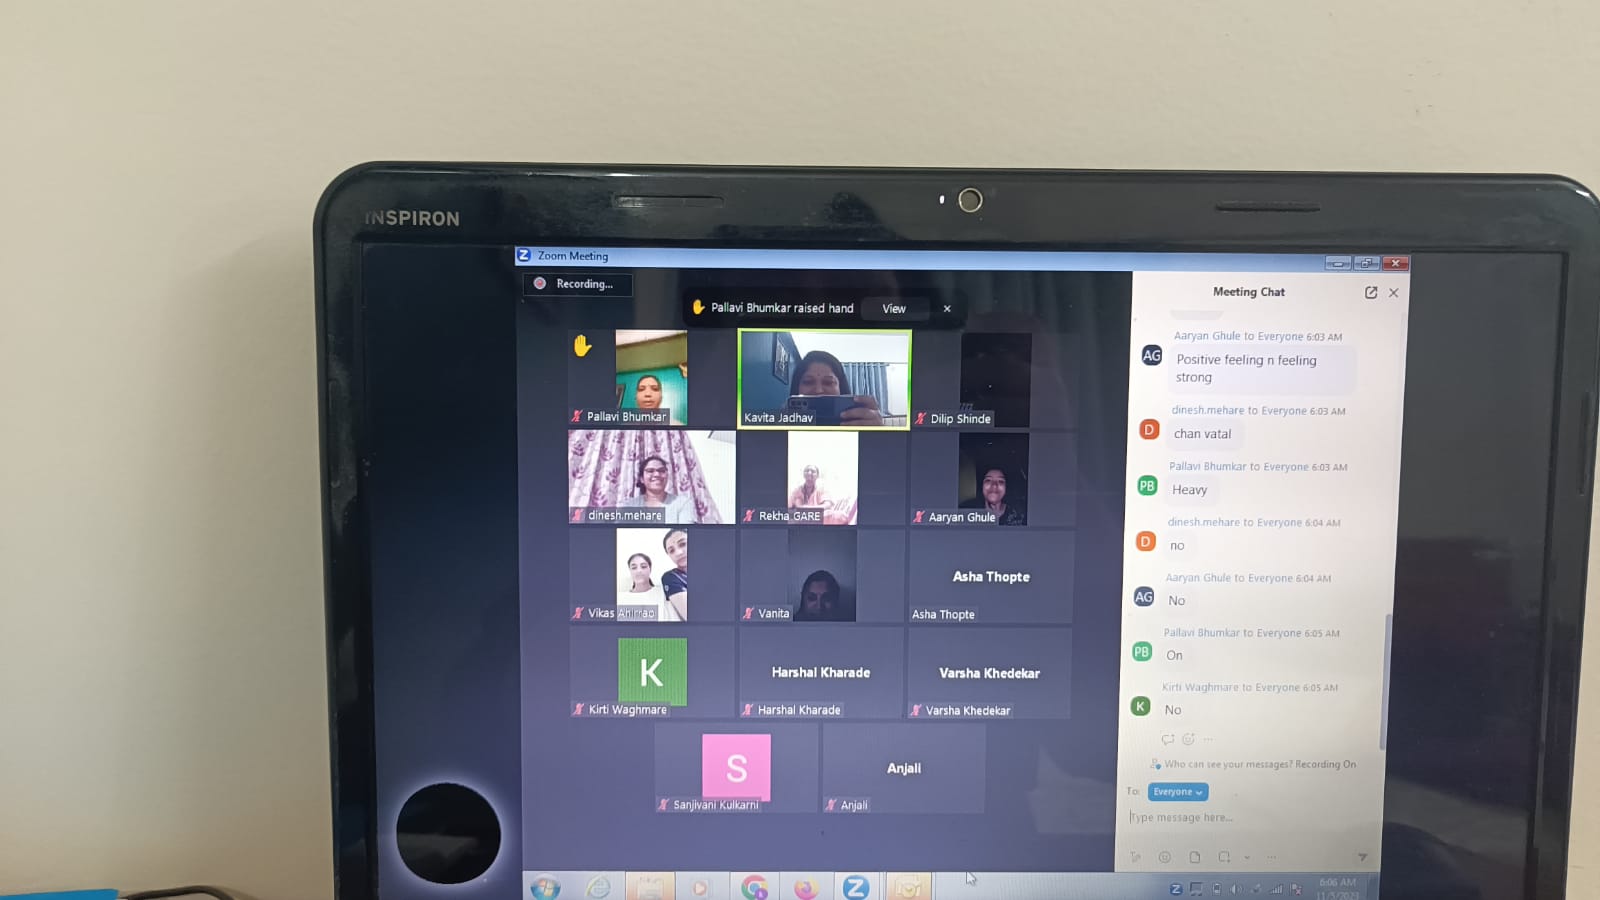 INSPIRON
Zoom Meeting
Recording...
Pallavi Bhumkar raised hand
View
Pallavi Bhumkar
Kavita Jadhav
Dilip Shinde
dinesh.mehare
Rekha GARE
Aaryan Ghule
Vikas Ahirrao
Vanita
Asha Thopte
Asha Thopte
K
Kirti Waghmare
Harshal Kharade
Harshal Kharade
Varsha Khedekar
Varsha Khedekar
S
Sanjivani Kulkarni
Anjali
Anjali
Meeting Chat
Aaryan Ghule to Everyone 6:03 AM
AG
Positive feeling n feeling
strong
dinesh.mehare to Everyone 6:03 AM
D
chan vatal
Pallavi Bhumkar to Everyone 6:03 AM
PB
Heavy
dinesh.mehare to Everyone 6:04 AM
D
no
Aaryan Ghule to Everyone 6:04 AM
AG
No
Pallavi Bhumkar to Everyone 6:05 AM
PB
On
Kirti Waghmare to Everyone 6:05 AM
K
No
Who can see your messages? Recording On
To: Everyone
Type message here...
6:06 AM